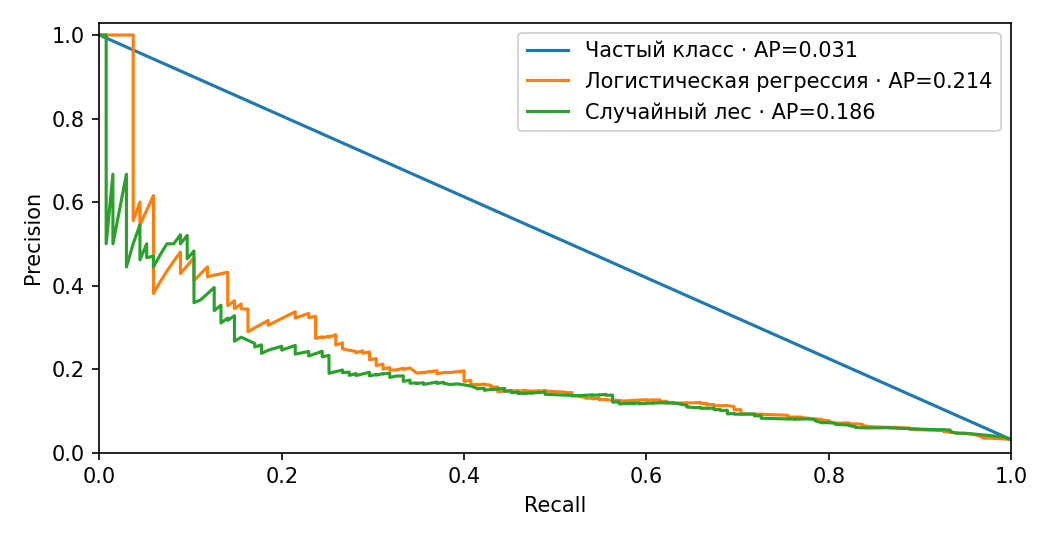 1.0
0.8
0.6
0.4
0.2
0.0
Precision
Частый класс · AP=0.031
Логистическая регрессия · AP=0.214
Случайный лес · AP=0.186
0.0 0.2 0.4 0.6 0.8 1.0
Recall